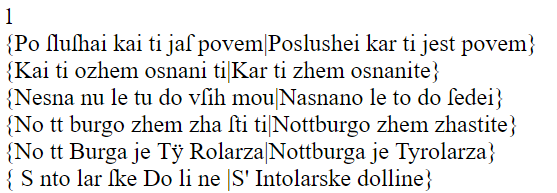 1
{Po ſluſhai kai ti jaſ povem|Poslushei kar ti jest povem}
{Kai ti ozhem osnani ti|Kar ti zhem osnanite}
{Nesna nu le tu do vſih mou|Nasnano le to do ſedei}
{No tt burgo zhem zha ſti ti|Nottburgo zhem zhastite}
{No tt Burga je Tÿ Rolarza|Nottburga je Tyrolarza}
{ S nto lar ſke Do li ne |S' Intolarske dolline}